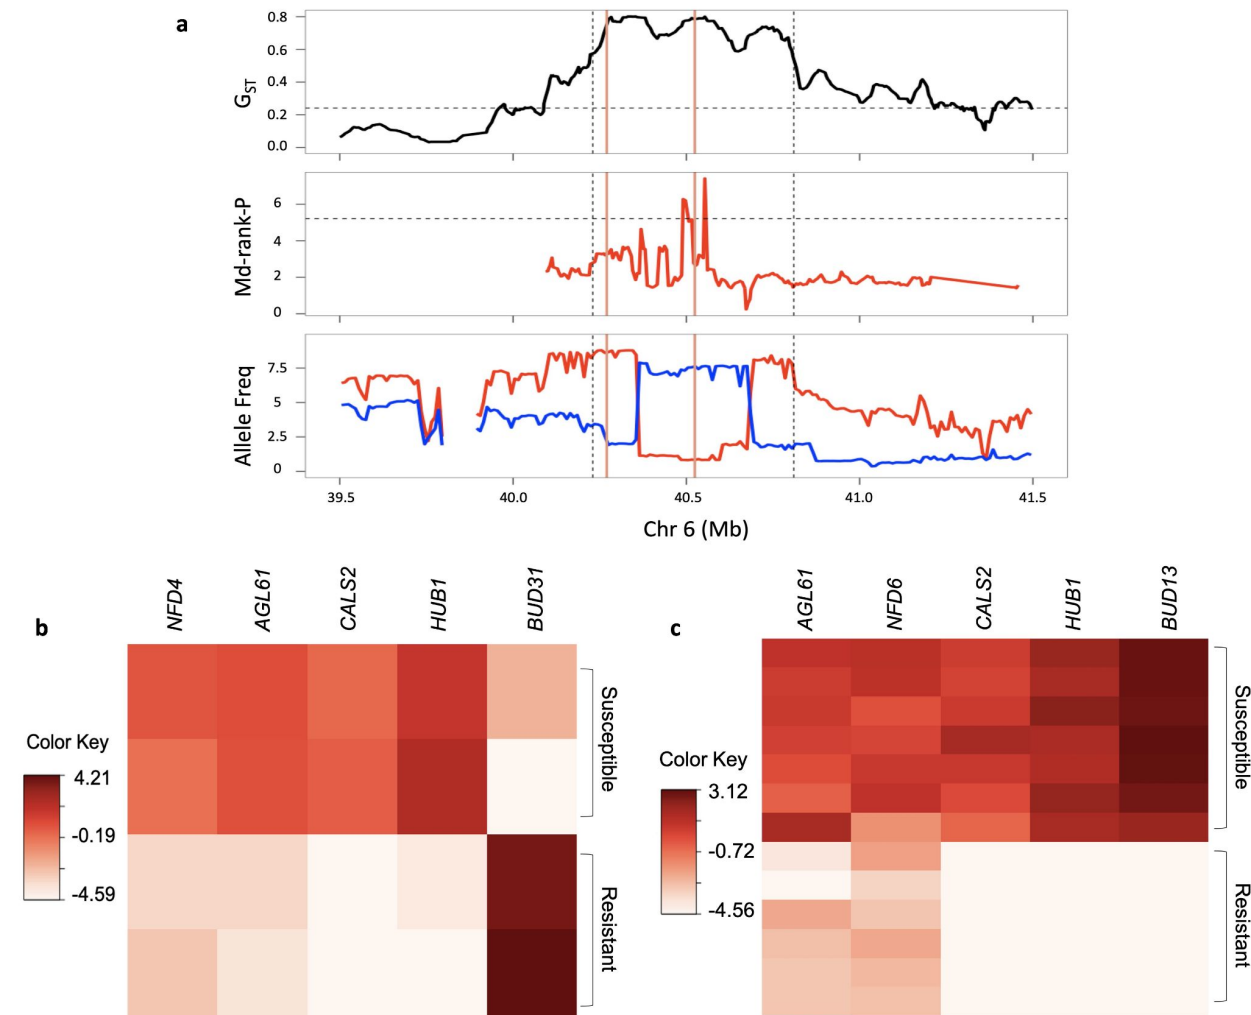 a
G_ST
0.8
0.6
0.4
0.2
0.0
Md-rank-P
6
4
2
0
Allele Freq
7.5
5
2.5
0
39.5 40.0 40.5 41.0 41.5
Chr 6 (Mb)
b
NFD4 AGL61 CALS2 HUB1 BUD31
Susceptible
Resistant
Color Key
4.21
-0.19
-4.59
c
AGL61 NFD6 CALS2 HUB1 BUD13
Susceptible
Resistant
Color Key
3.12
-0.72
-4.56